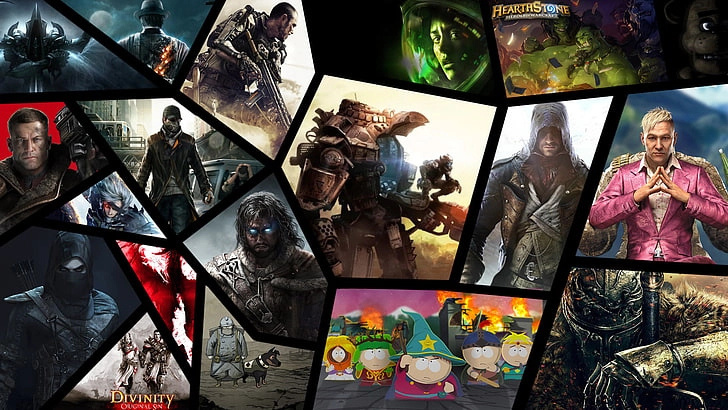 HEARTHSTONE
HEROES OF WARCRAFT
DIVINITY
ORIGINAL SIN